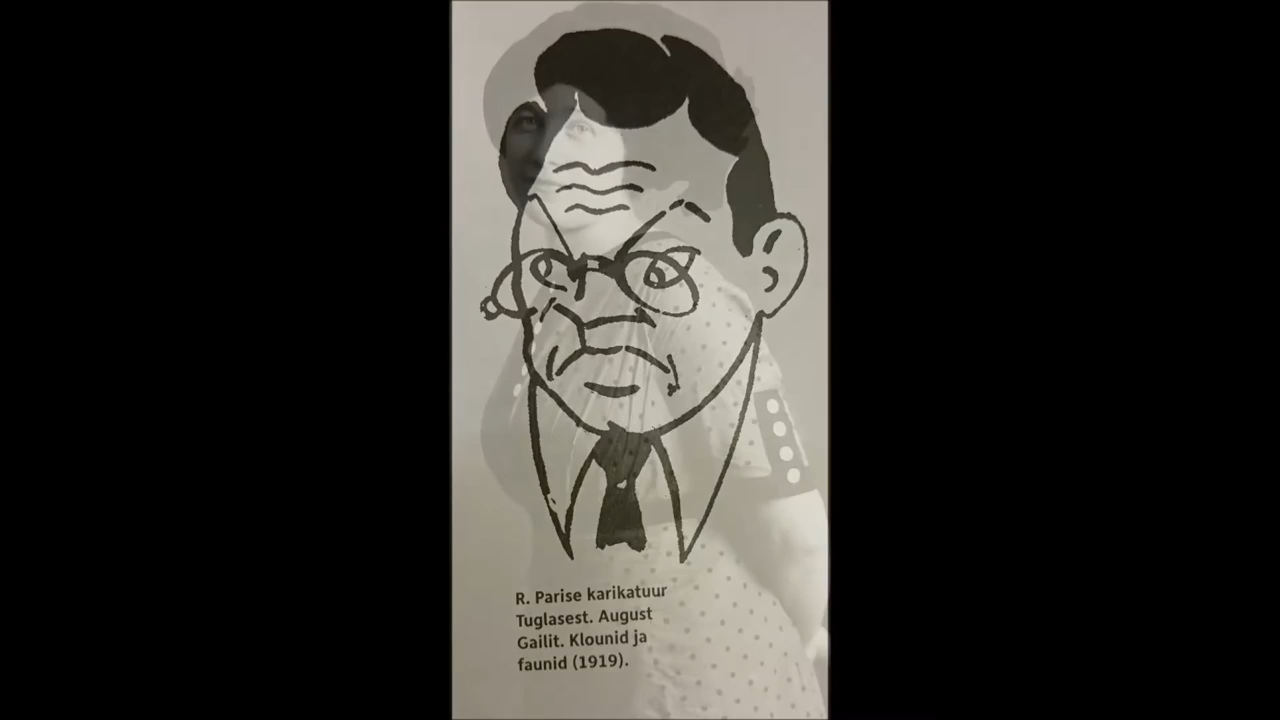 R. Parise karikatuur
Tuglasest. August
Gailit. Klounid ja
faunid (1919).